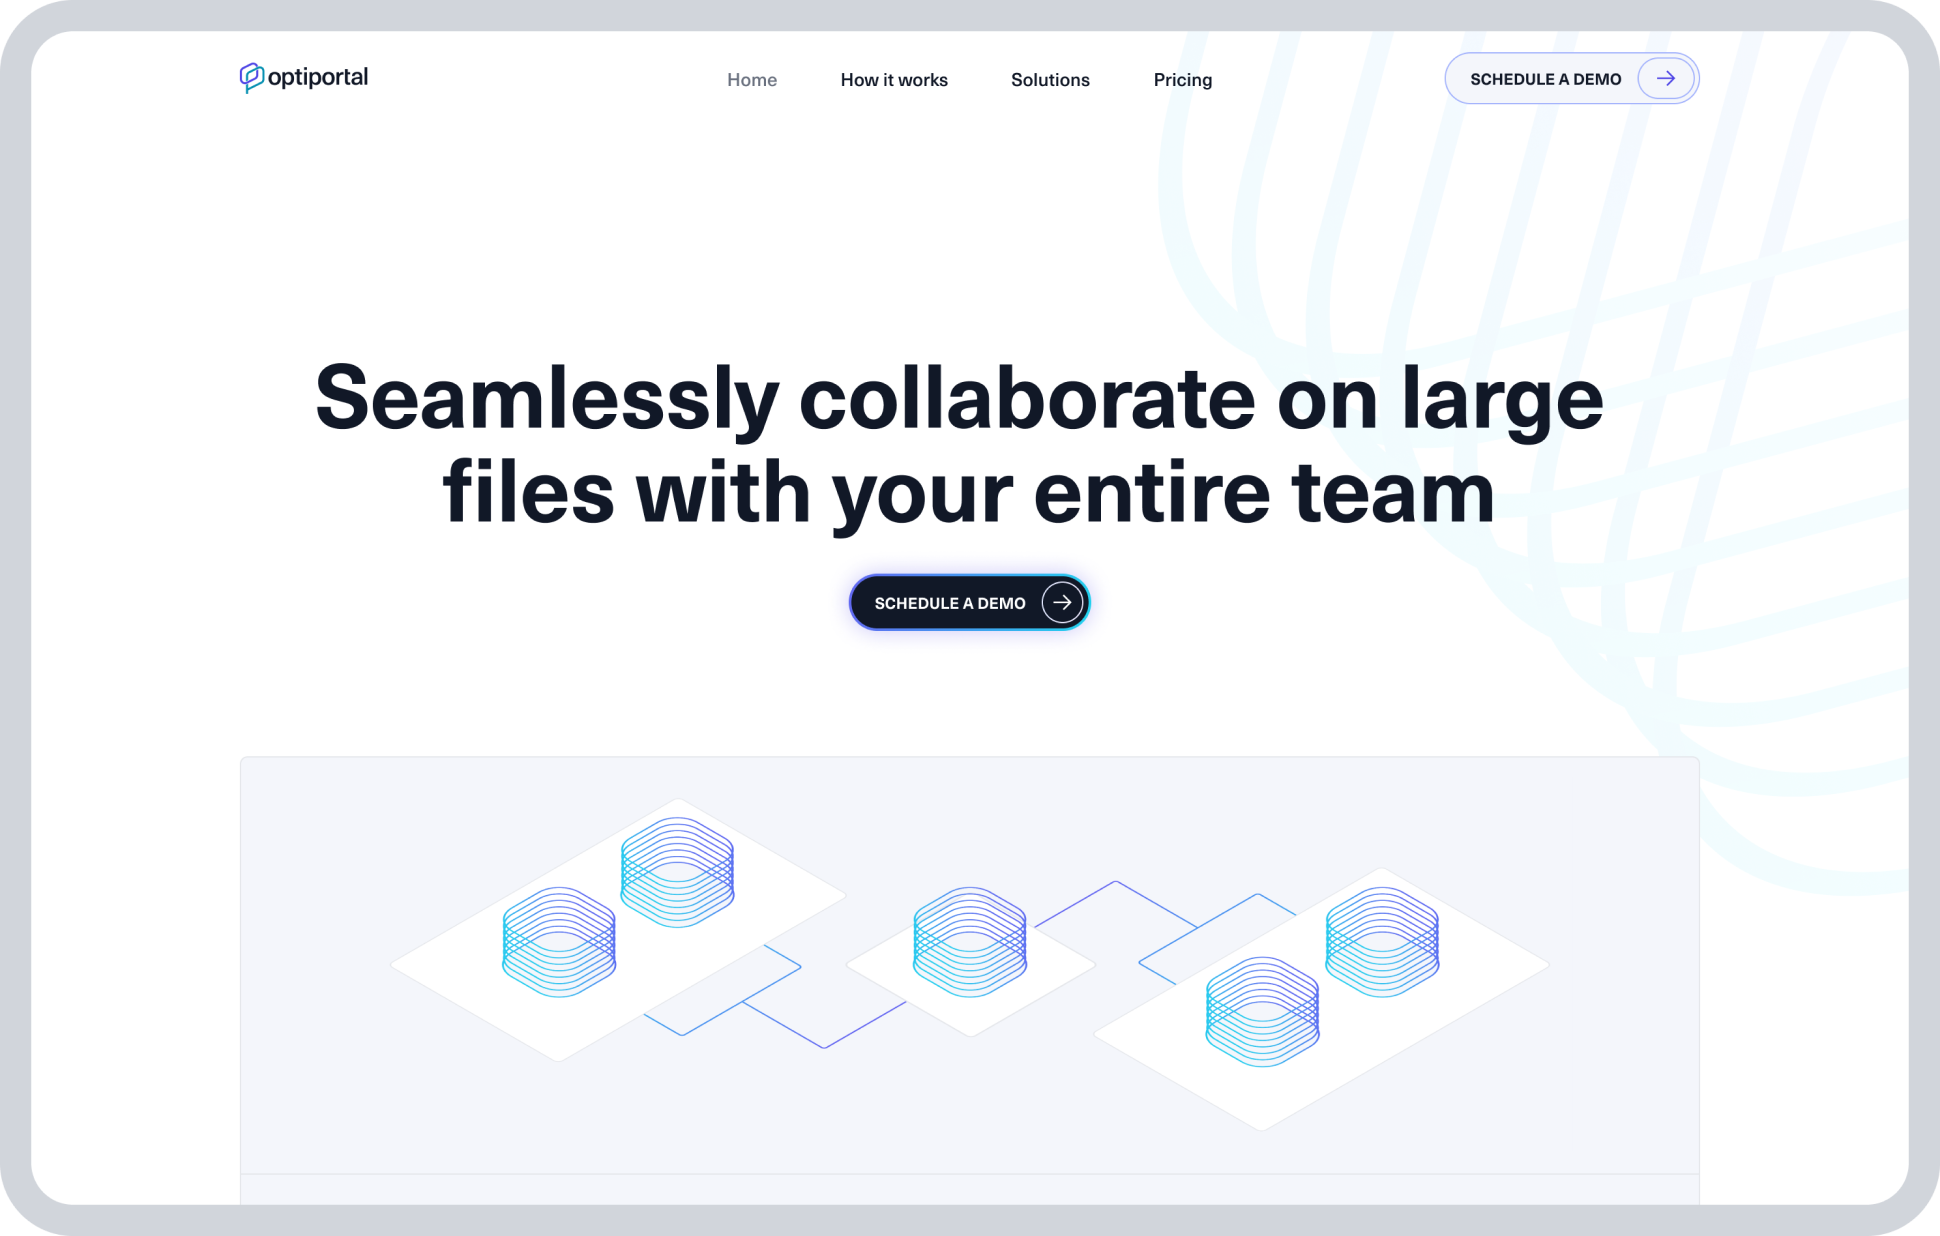 optiportal
Home
How it works
Solutions
Pricing
SCHEDULE A DEMO
Seamlessly collaborate on large
files with your entire team
SCHEDULE A DEMO